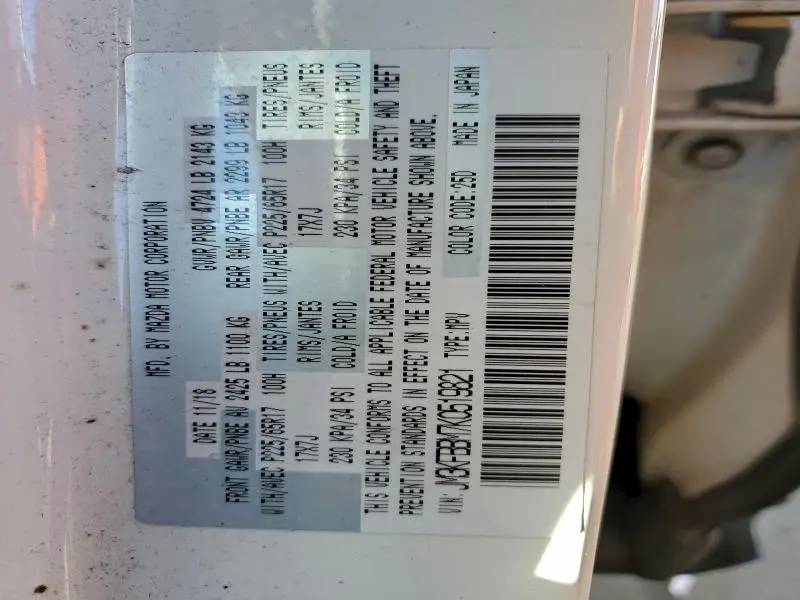 MFD. BY MAZDA MOTOR CORPORATION
DATE 11/18 GVWR/PNBV 4724 LB 2143 KG
FRONT GAWR/PNBE AV 2425 LB 1100 KG REAR GAWR/PNBE AR 2299 LB 1043 KG
WITH/AVEC P225/65R17 100H TIRES/PNEUS WITH/AVEC P225/65R17 100H TIRES/PNEUS
17X7J RIMS/JANTES 17X7J RIMS/JANTES
230 KPA/34 PSI COLD/A FROID 230 KPA/34 PSI COLD/A FROID
THIS VEHICLE CONFORMS TO ALL APPLICABLE FEDERAL MOTOR VEHICLE SAFETY AND THEFT
PREVENTION STANDARDS IN EFFECT ON THE DATE OF MANUFACTURE SHOWN ABOVE.
VIN: JM3KFBBM7K0519821 TYPE:MPV COLOR CODE:25D MADE IN JAPAN